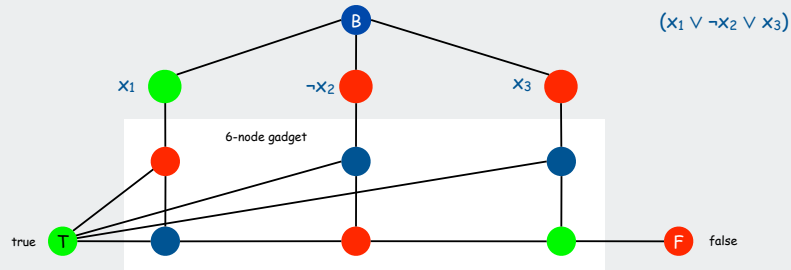 B
(x₁ ∨ ¬x₂ ∨ x₃)
x₁
¬x₂
x₃
6-node gadget
true
T
F
false